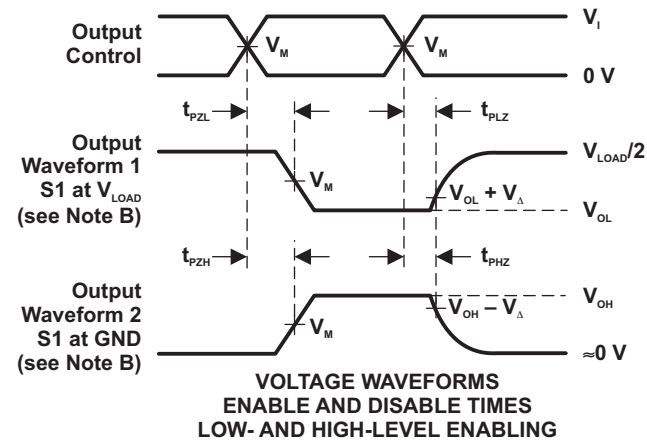 Output
Control
V_M
V_M
V_I
0 V
t_PZL
t_PLZ
Output
Waveform 1
S1 at V_LOAD
(see Note B)
V_M
V_OL + V_Δ
V_LOAD/2
V_OL
t_PZH
t_PHZ
Output
Waveform 2
S1 at GND
(see Note B)
V_M
V_OH − V_Δ
V_OH
≈0 V
VOLTAGE WAVEFORMS
ENABLE AND DISABLE TIMES
LOW- AND HIGH-LEVEL ENABLING